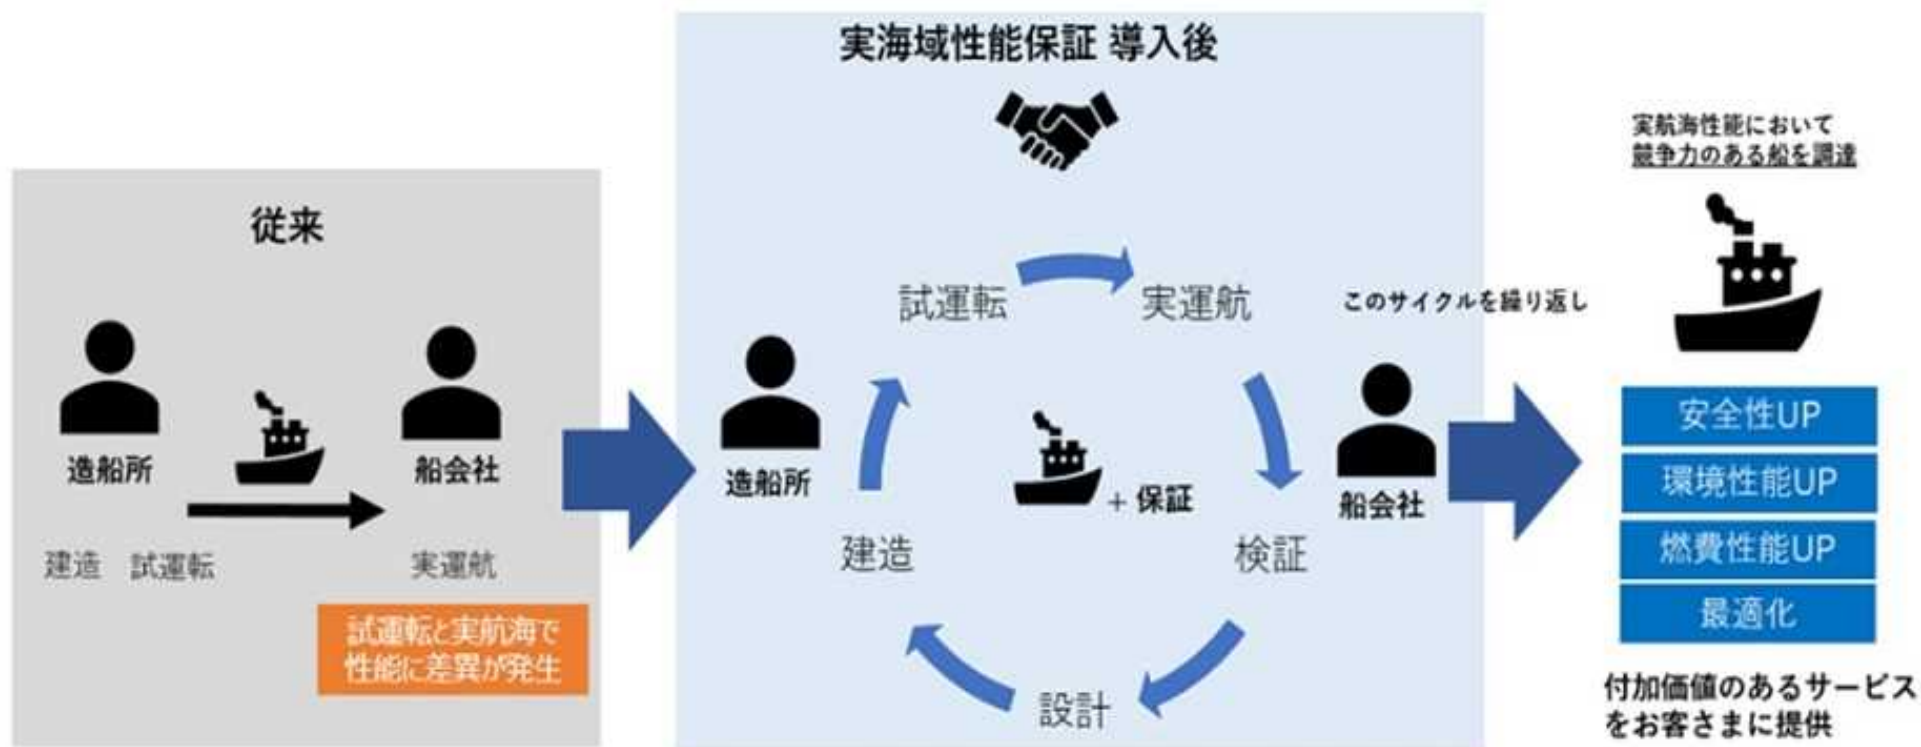 従来
造船所
船会社
建造 試運転
実運航
試運転と実航海で
性能に差異が発生
実海域性能保証 導入後
試運転
実運航
造船所
+ 保証
船会社
建造
検証
設計
このサイクルを繰り返し
実航海性能において
競争力のある船を調達
安全性UP
環境性能UP
燃費性能UP
最適化
付加価値のあるサービス
をお客さまに提供